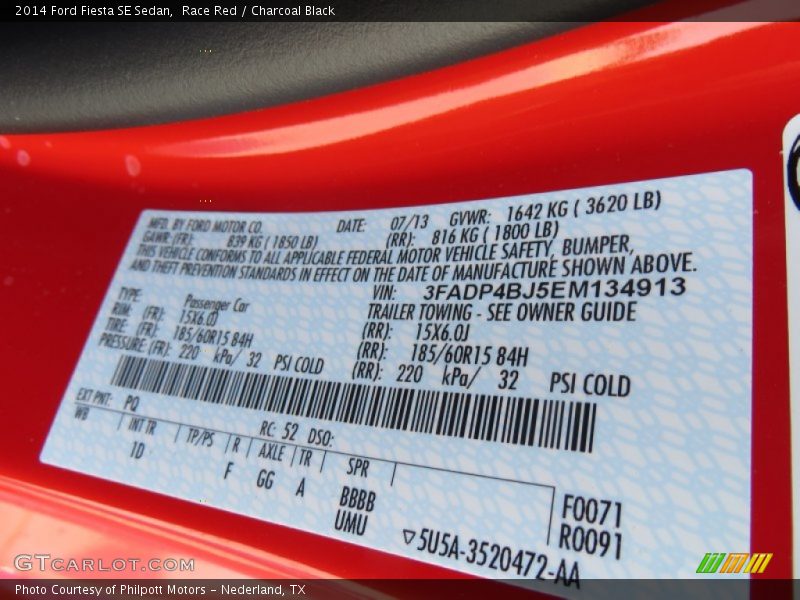 2014 Ford Fiesta SE Sedan, Race Red / Charcoal Black
MFD. BY FORD MOTOR CO. DATE: 07/13 GVWR: 1642 KG ( 3620 LB)
GAWR: (FR): 839 KG ( 1850 LB) (RR): 816 KG ( 1800 LB)
THIS VEHICLE CONFORMS TO ALL APPLICABLE FEDERAL MOTOR VEHICLE SAFETY, BUMPER,
AND THEFT PREVENTION STANDARDS IN EFFECT ON THE DATE OF MANUFACTURE SHOWN ABOVE.
VIN: 3FADP4BJ5EM134913
TYPE: Passenger Car TRAILER TOWING - SEE OWNER GUIDE
RIM: (FR): 15X6.0J (RR): 15X6.0J
TIRE: (FR): 185/60R15 84H (RR): 185/60R15 84H
PRESSURE: (FR): 220 kPa/ 32 PSI COLD (RR): 220 kPa/ 32 PSI COLD
EXT PNT: PQ RC: 52 DSO:
WB INT TR TP/PS R AXLE TR SPR
1D F GG A BBBB F0071
UMU R0091
▽5U5A-3520472-AA
GTCARLOT.COM
Photo Courtesy of Philpott Motors - Nederland, TX